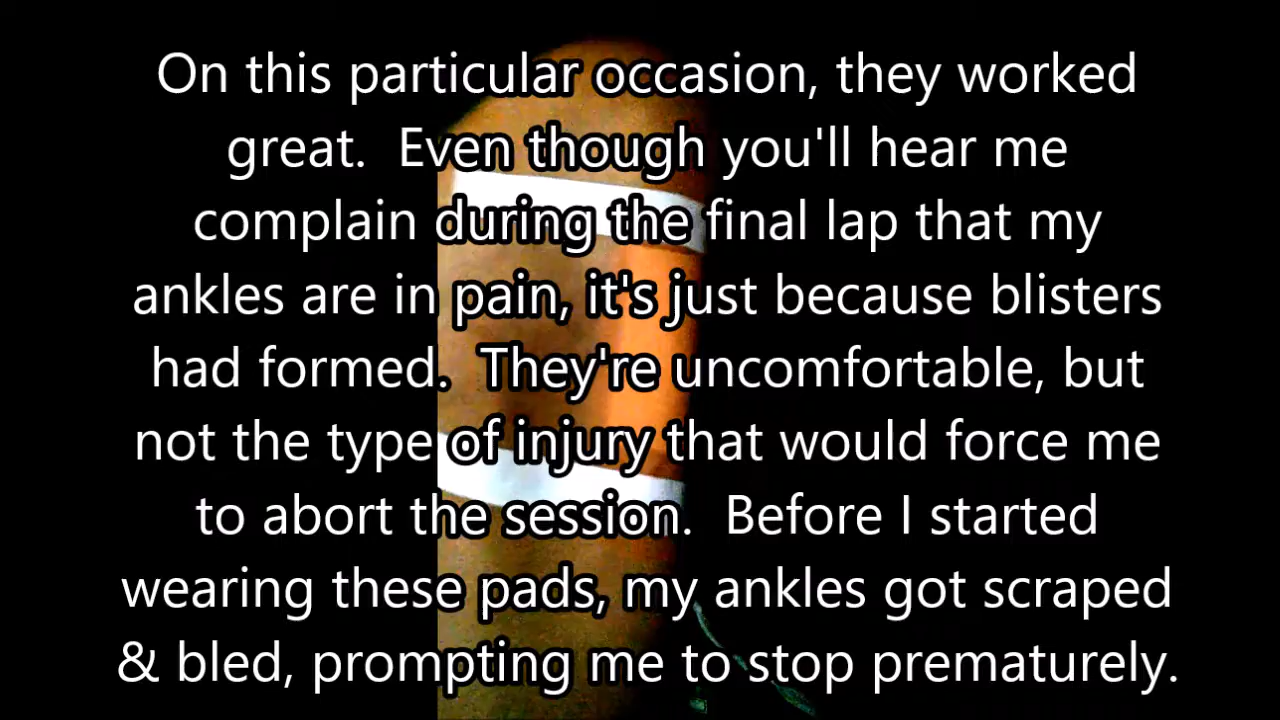 On this particular occasion, they worked
great.  Even though you'll hear me
complain during the final lap that my
ankles are in pain, it's just because blisters
had formed.  They're uncomfortable, but
not the type of injury that would force me
to abort the session.  Before I started
wearing these pads, my ankles got scraped
& bled, prompting me to stop prematurely.